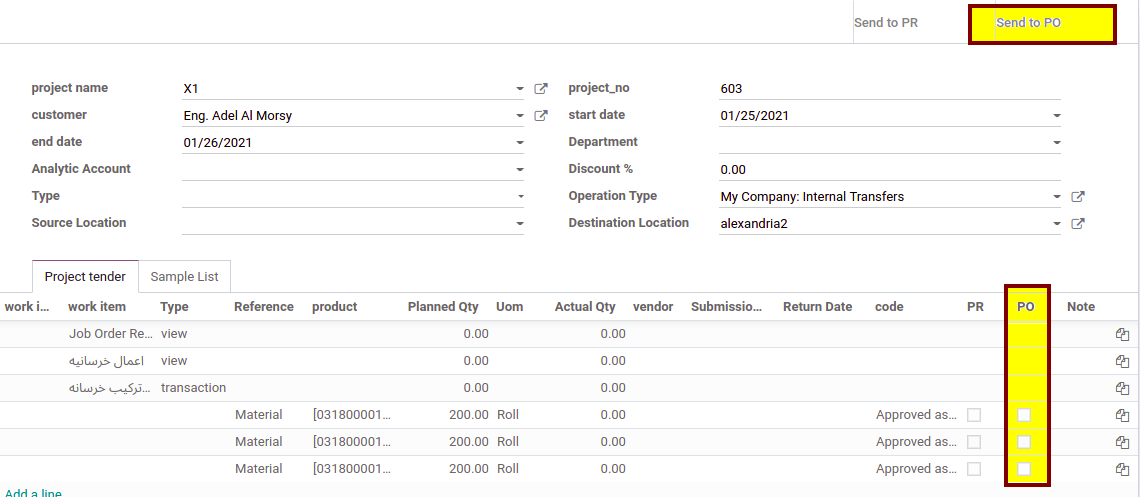 Send to PR Send to PO
project name X1 project_no 603
customer Eng. Adel Al Morsy start date 01/25/2021
end date 01/26/2021 Department
Analytic Account Discount % 0.00
Type Operation Type My Company: Internal Transfers
Source Location Destination Location alexandria2
Project tender Sample List
work i... work item Type Reference product Planned Qty Uom Actual Qty vendor Submissio... Return Date code PR PO Note
Job Order Re... view 0.00 0.00
اعمال خرسانيه view 0.00 0.00
تركيب خرسانه... transaction 0.00 0.00
Material [031800001... 200.00 Roll 0.00 Approved as...
Material [031800001... 200.00 Roll 0.00 Approved as...
Material [031800001... 200.00 Roll 0.00 Approved as...
Add a line